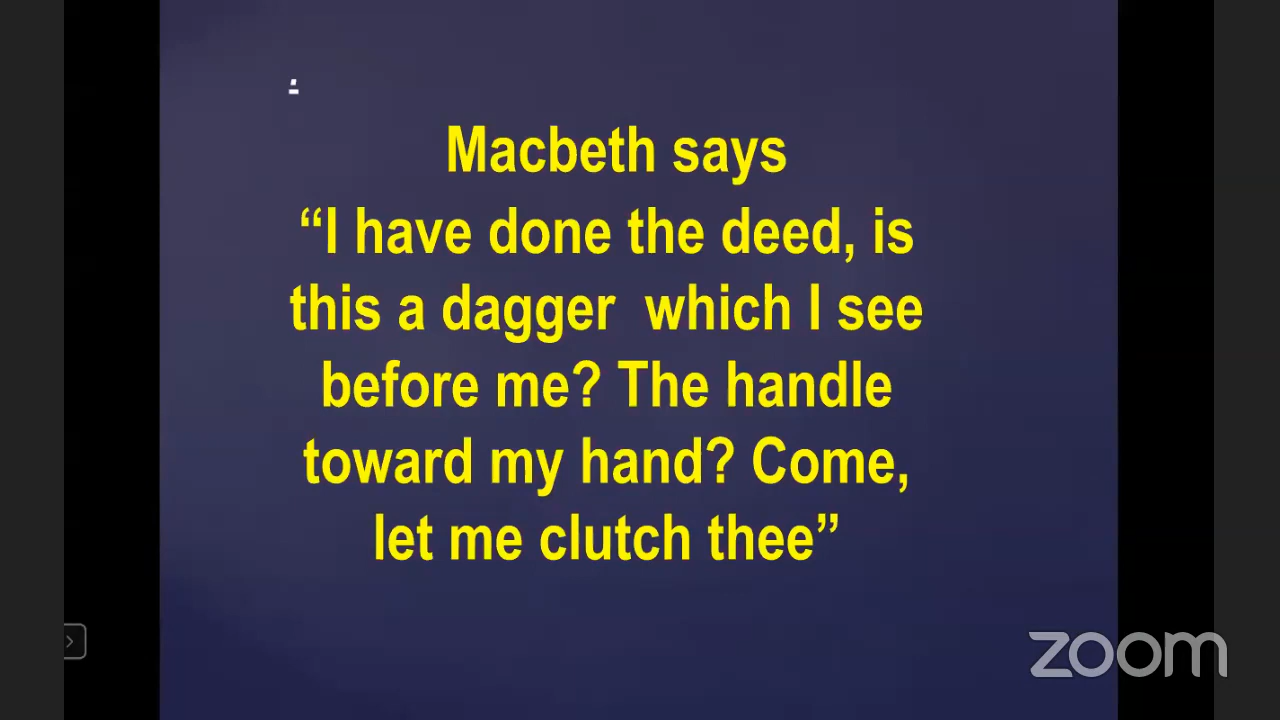 .
Macbeth says
“I have done the deed, is
this a dagger  which I see
before me? The handle
toward my hand? Come,
let me clutch thee”
zoom